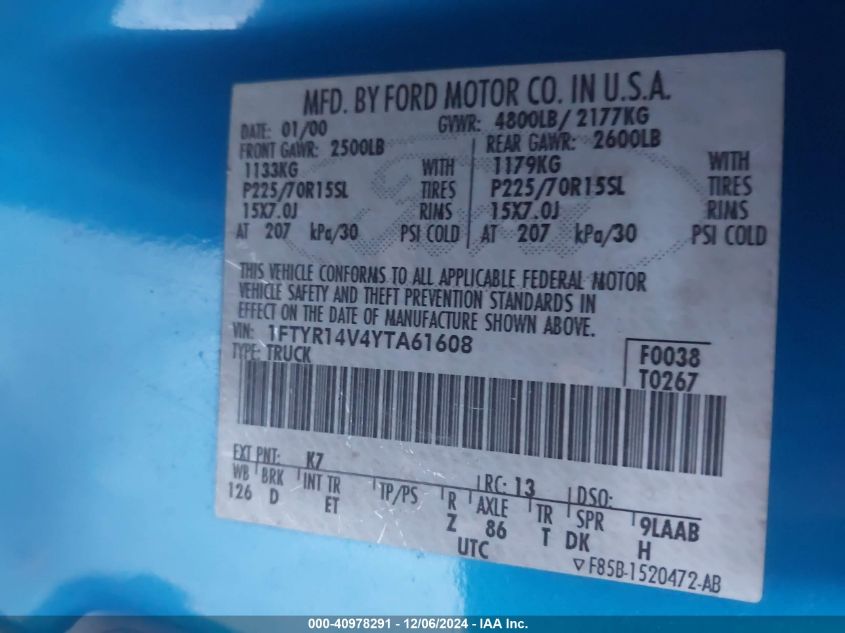 MFD. BY FORD MOTOR CO. IN U.S.A.
DATE: 01/00 GVWR: 4800LB/ 2177KG
FRONT GAWR: 2500LB REAR GAWR: 2600LB
1133KG WITH 1179KG WITH
P225/70R15SL TIRES P225/70R15SL TIRES
15X7.0J RIMS 15X7.0J RIMS
AT 207 kPa/30 PSI COLD AT 207 kPa/30 PSI COLD
THIS VEHICLE CONFORMS TO ALL APPLICABLE FEDERAL MOTOR
VEHICLE SAFETY AND THEFT PREVENTION STANDARDS IN
EFFECT ON THE DATE OF MANUFACTURE SHOWN ABOVE.
VIN: 1FTYR14V4YTA61608
TYPE: TRUCK
F0038
T0267
EXT PNT: K7 RC: 13 DSO:
WB BRK INT TR TP/PS R AXLE TR SPR 9LAAB
126 D ET Z 86 T DK H
UTC
▽ F85B-1520472-AB
000-40978291 - 12/06/2024 - IAA Inc.